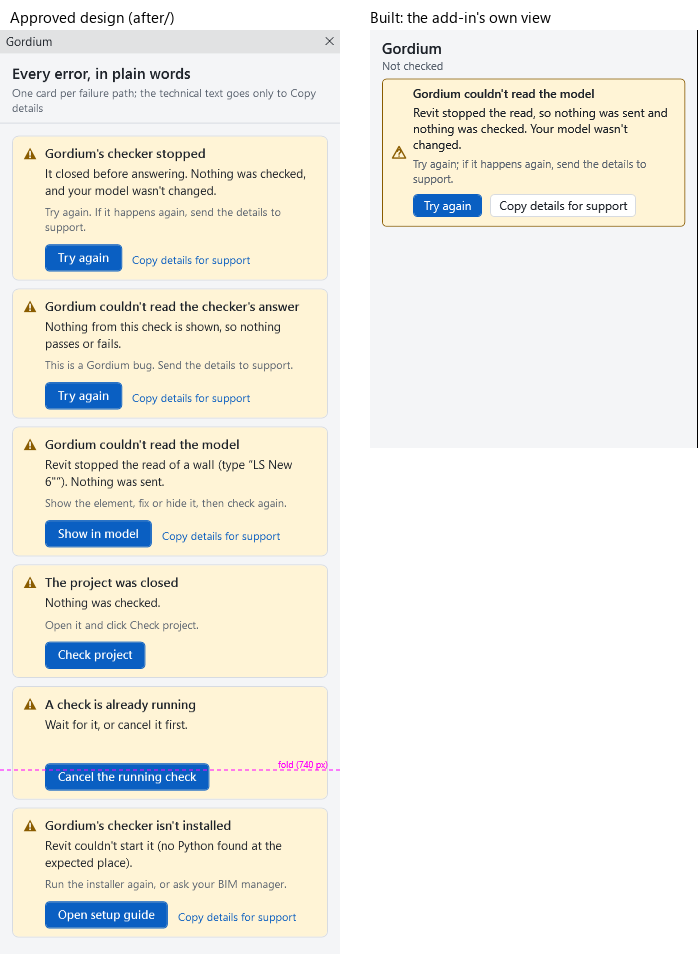 Approved design (after/)
Gordium
Every error, in plain words
One card per failure path; the technical text goes only to Copy
details
Gordium's checker stopped
It closed before answering. Nothing was checked,
and your model wasn't changed.
Try again. If it happens again, send the details to
support.
Try again
Copy details for support
Gordium couldn't read the checker's answer
Nothing from this check is shown, so nothing
passes or fails.
This is a Gordium bug. Send the details to support.
Try again
Copy details for support
Gordium couldn't read the model
Revit stopped the read of a wall (type “LS New
6"”). Nothing was sent.
Show the element, fix or hide it, then check again.
Show in model
Copy details for support
The project was closed
Nothing was checked.
Open it and click Check project.
Check project
A check is already running
Wait for it, or cancel it first.
fold (740 px)
Cancel the running check
Gordium's checker isn't installed
Revit couldn't start it (no Python found at the
expected place).
Run the installer again, or ask your BIM manager.
Open setup guide
Copy details for support
Built: the add-in's own view
Gordium
Not checked
Gordium couldn't read the model
Revit stopped the read, so nothing was sent and
nothing was checked. Your model wasn't
changed.
Try again; if it happens again, send the details to
support.
Try again
Copy details for support